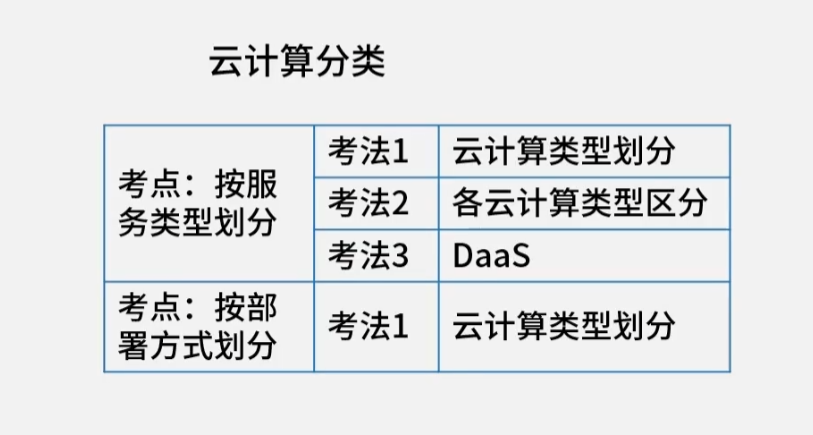 云计算分类
考点：按服
务类型划分
考法1
云计算类型划分
考法2
各云计算类型区分
考法3
DaaS
考点：按部
署方式划分
考法1
云计算类型划分